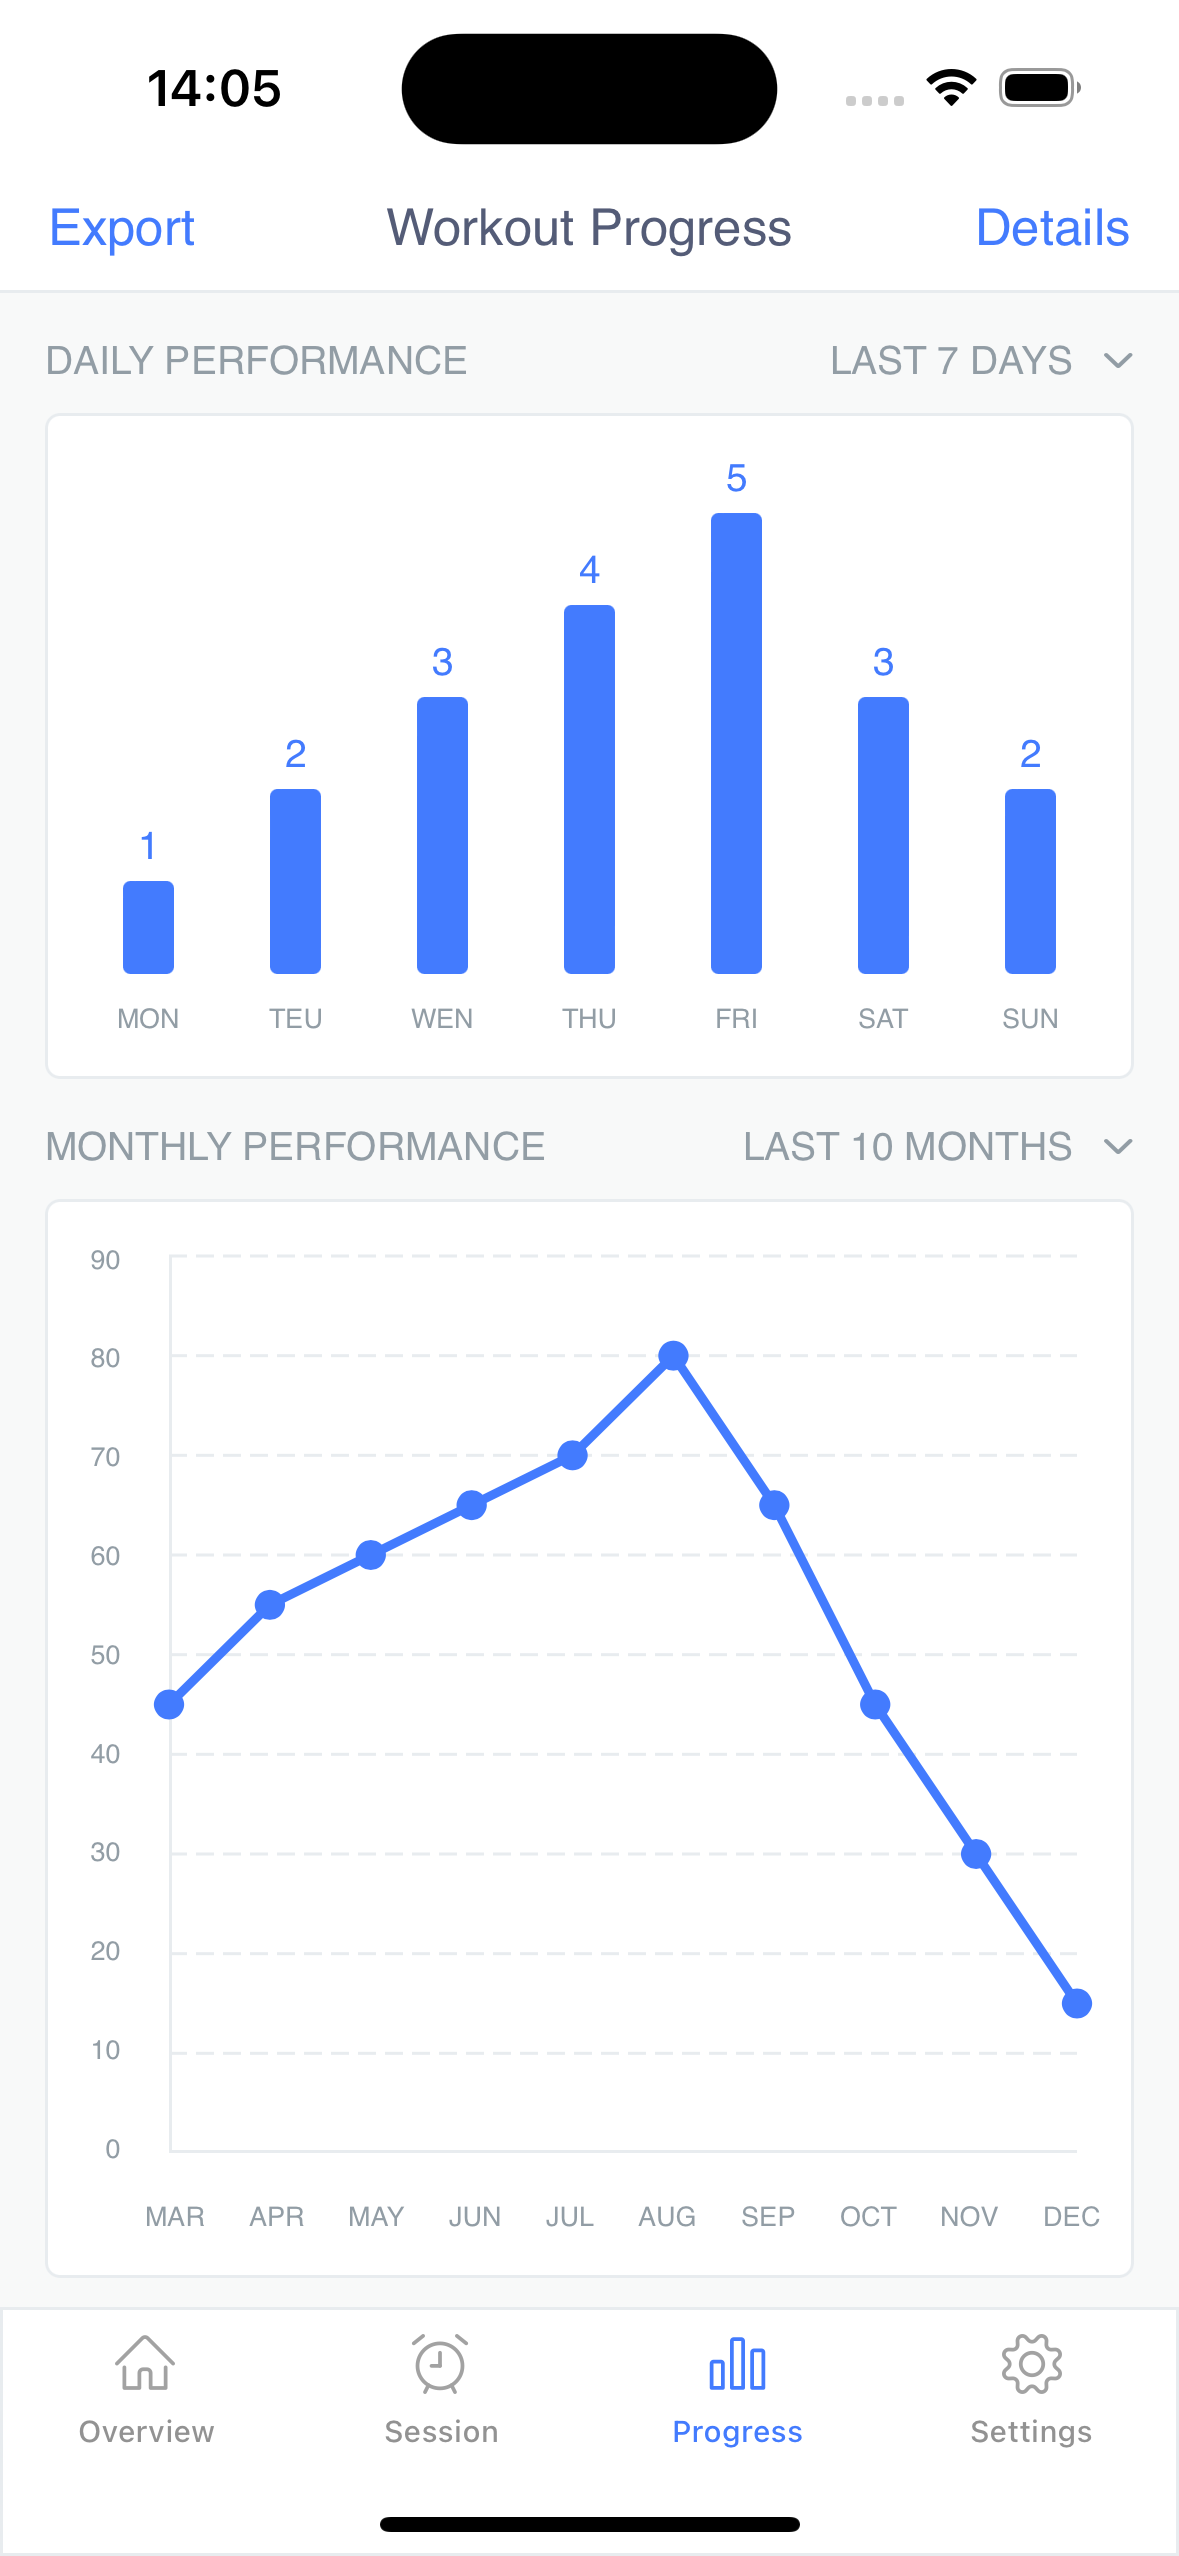 14:05
Export Workout Progress Details
DAILY PERFORMANCE LAST 7 DAYS
5
4
3 3
2 2
1
MON TEU WEN THU FRI SAT SUN
MONTHLY PERFORMANCE LAST 10 MONTHS
90
80
70
60
50
40
30
20
10
0
MAR APR MAY JUN JUL AUG SEP OCT NOV DEC
Overview Session Progress Settings